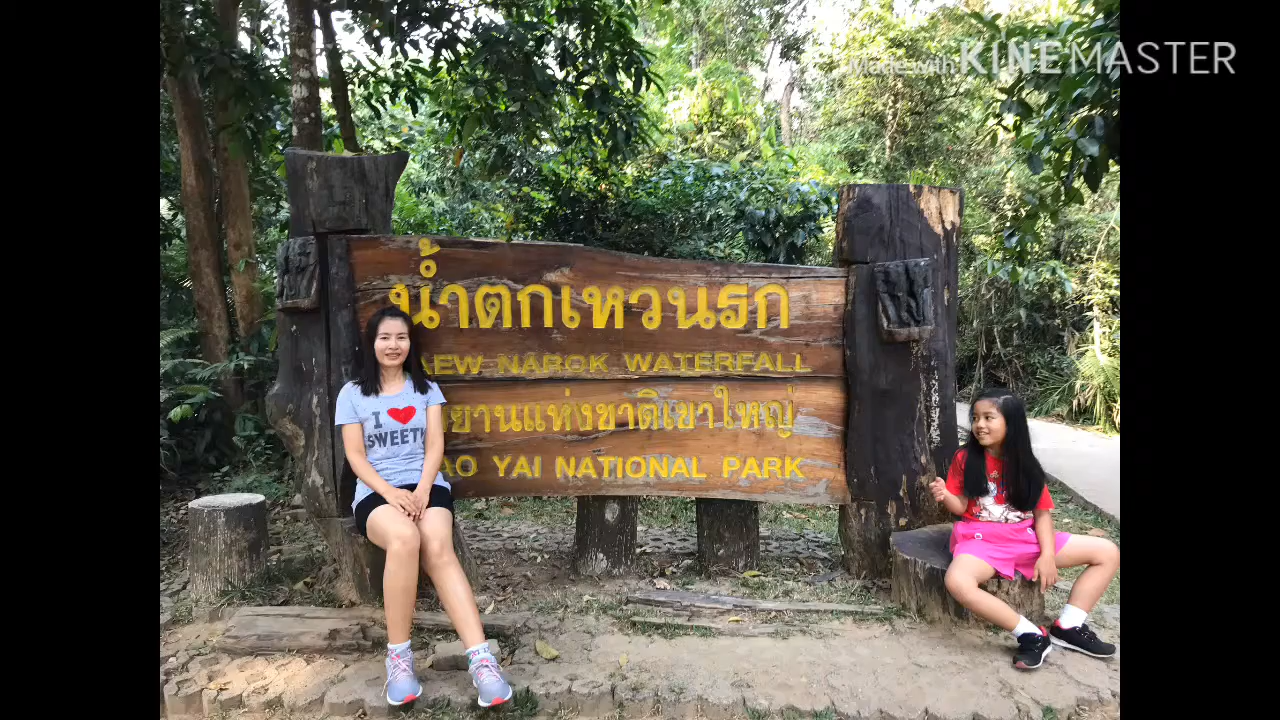 Made with KINEMASTER
น้ำตกเหวนรก
AEW NAROK WATERFALL
ยานแห่งชาติเขาใหญ่
AO YAI NATIONAL PARK
I ❤
SWEETH